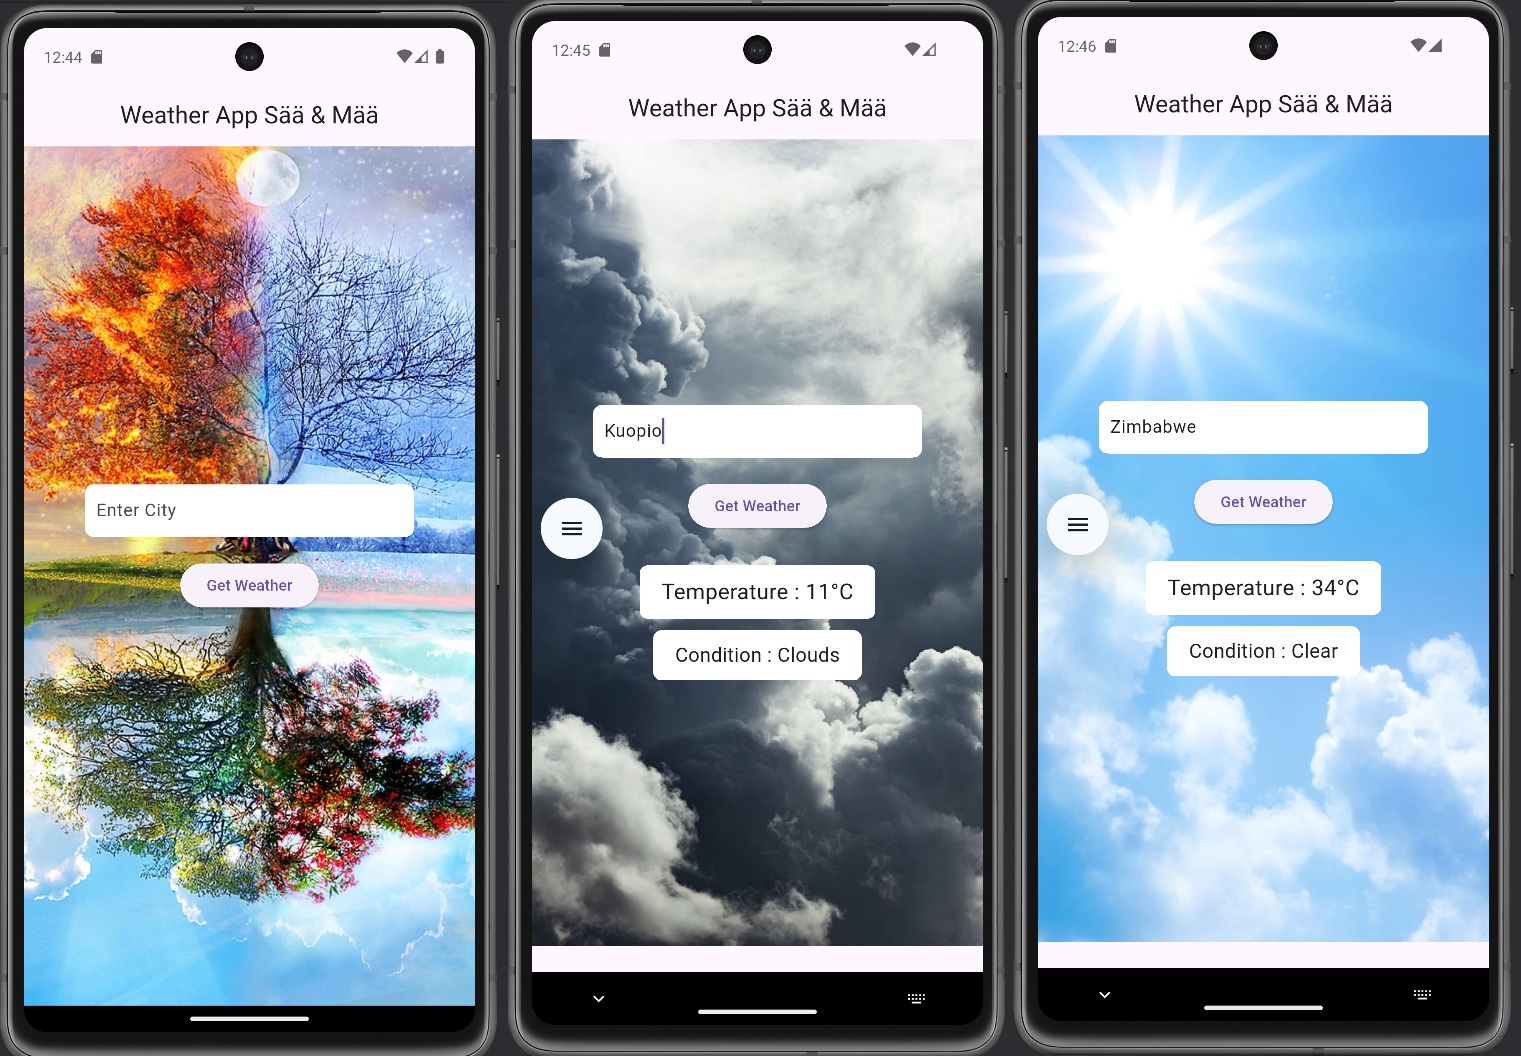 12:44
Weather App Sää & Mää
Enter City
Get Weather
12:45
Weather App Sää & Mää
Kuopio
Get Weather
Temperature : 11°C
Condition : Clouds
12:46
Weather App Sää & Mää
Zimbabwe
Get Weather
Temperature : 34°C
Condition : Clear